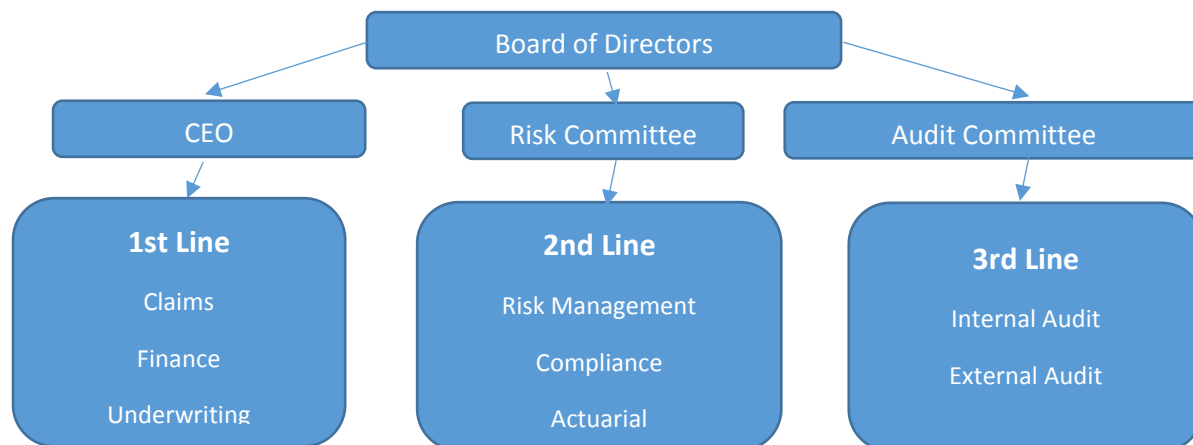 Board of Directors
CEO
Risk Committee
Audit Committee
1st Line
Claims
Finance
Underwriting
2nd Line
Risk Management
Compliance
Actuarial
3rd Line
Internal Audit
External Audit